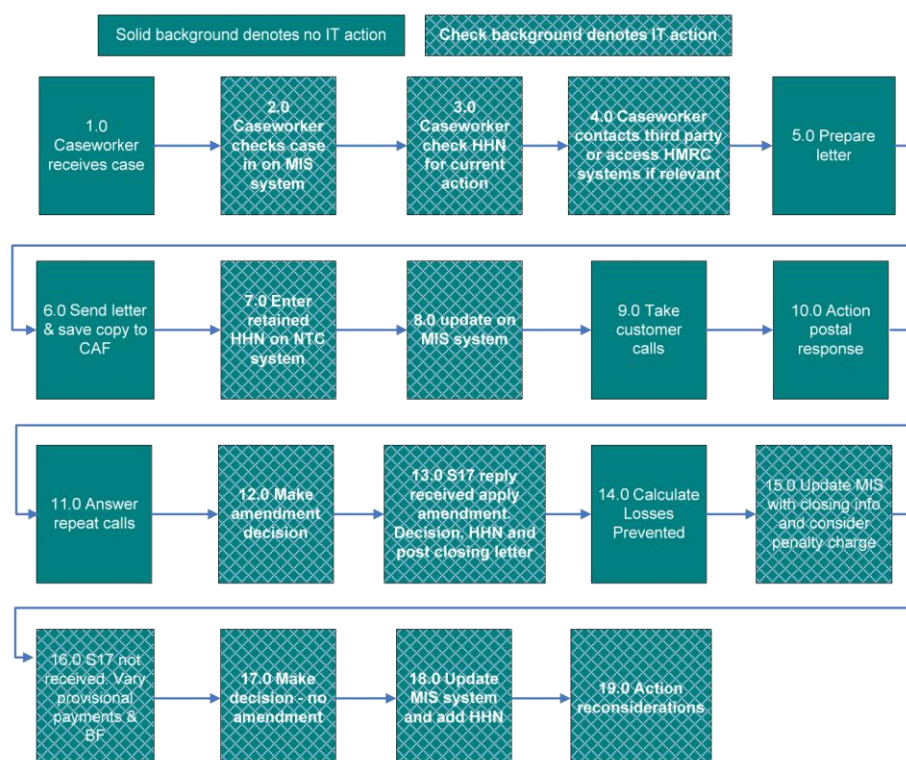 Solid background denotes no IT action
Check background denotes IT action
1.0
Caseworker
receives case
2.0
Caseworker
checks case
in on MIS
system
3.0
Caseworker
check HHN
for current
action
4.0 Caseworker
contacts third party
or access HMRC
systems if relevant
5.0 Prepare
letter
6.0 Send letter
& save copy to
CAF
7.0 Enter
retained
HHN on NTC
system
8.0 update on
MIS system
9.0 Take
customer
calls
10.0 Action
postal
response
11.0 Answer
repeat calls
12.0 Make
amendment
decision
13.0 S17 reply
received apply
amendment.
Decision, HHN and
post closing letter
14.0 Calculate
Losses
Prevented
15.0 Update MIS
with closing info
and consider
penalty charge
16.0 S17 not
received. Vary
provisional
payments &
BF
17.0 Make
decision - no
amendment
18.0 Update
MIS system
and add HHN
19.0 Action
reconsiderations